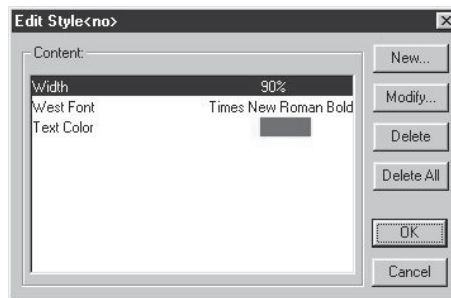 Edit Style<no>
Content:
Width 90%
West Font Times New Roman Bold
Text Color
New...
Modify...
Delete
Delete All
OK
Cancel